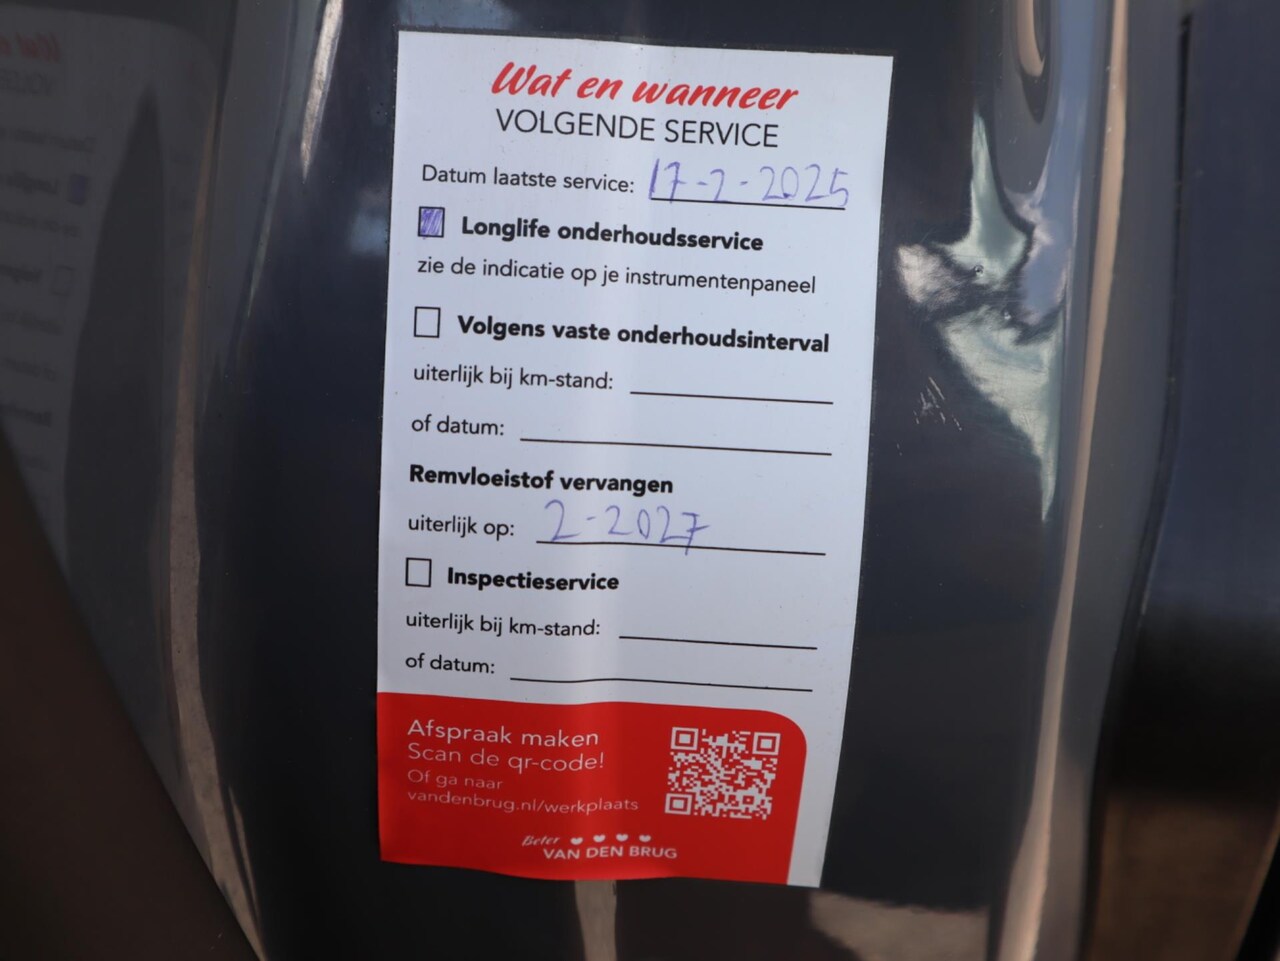 Wat en wanneer
VOLGENDE SERVICE
Datum laatste service: 17-2-2025
Longlife onderhoudsservice
zie de indicatie op je instrumentenpaneel
Volgens vaste onderhoudsinterval
uiterlijk bij km-stand:
of datum:
Remvloeistof vervangen
uiterlijk op: 2-2027
Inspectieservice
uiterlijk bij km-stand:
of datum:
Afspraak maken
Scan de qr-code!
Of ga naar
vandenbrug.nl/werkplaats
Beter
VAN DEN BRUG